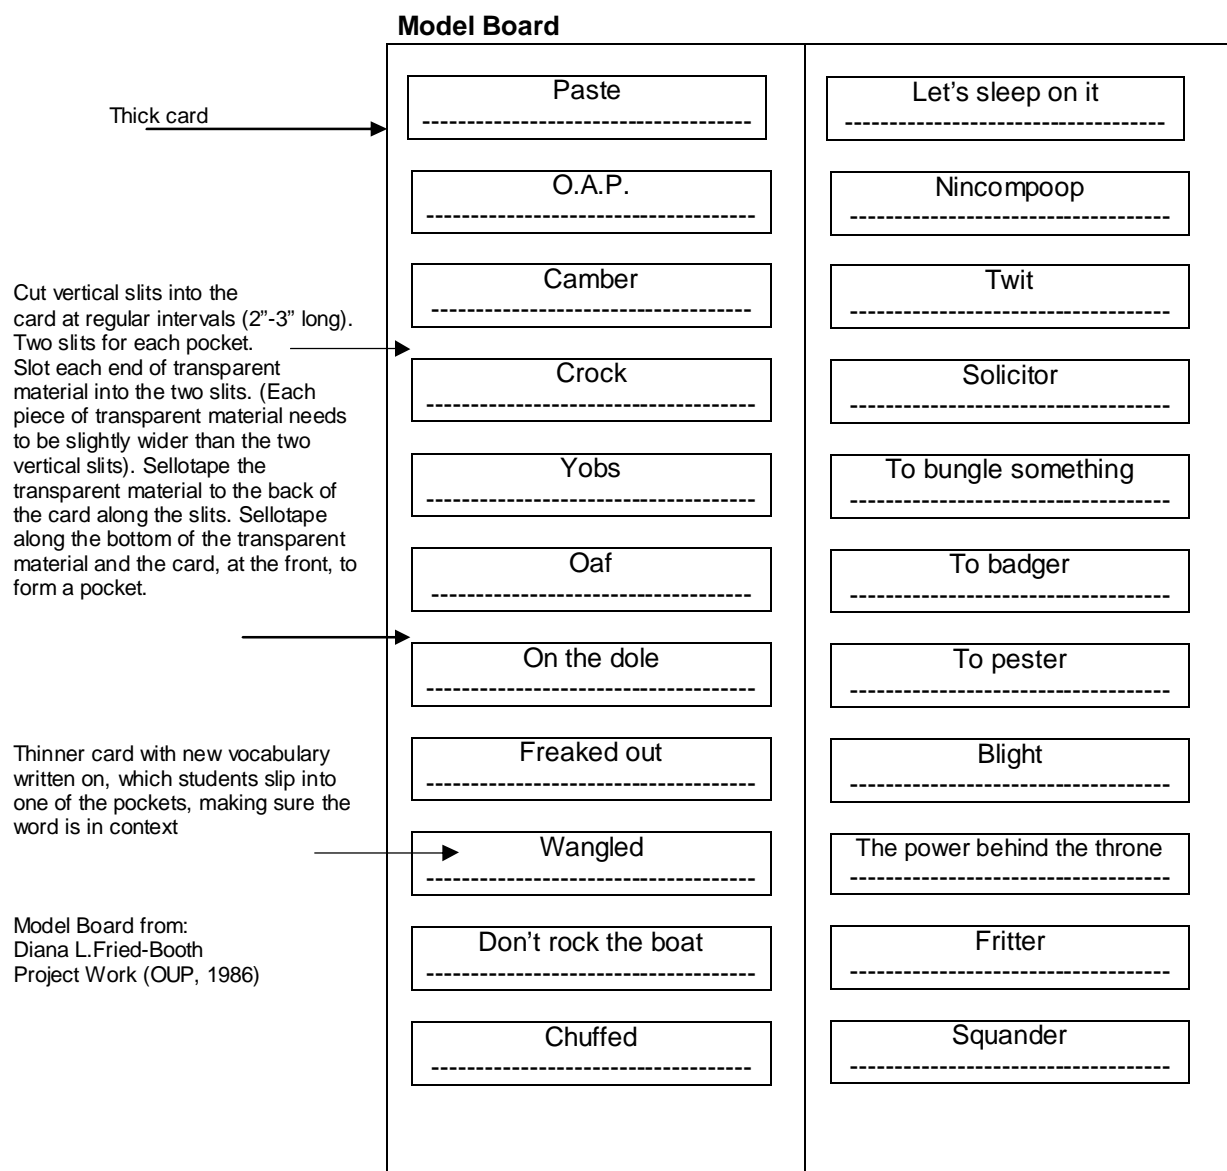 Model Board
Thick card
Cut vertical slits into the
card at regular intervals (2”-3” long).
Two slits for each pocket.
Slot each end of transparent
material into the two slits. (Each
piece of transparent material needs
to be slightly wider than the two
vertical slits). Sellotape the
transparent material to the back of
the card along the slits. Sellotape
along the bottom of the transparent
material and the card, at the front, to
form a pocket.
Thinner card with new vocabulary
written on, which students slip into
one of the pockets, making sure the
word is in context
Model Board from:
Diana L.Fried-Booth
Project Work (OUP, 1986)
Paste
O.A.P.
Camber
Crock
Yobs
Oaf
On the dole
Freaked out
Wangled
Don’t rock the boat
Chuffed
Let’s sleep on it
Nincompoop
Twit
Solicitor
To bungle something
To badger
To pester
Blight
The power behind the throne
Fritter
Squander